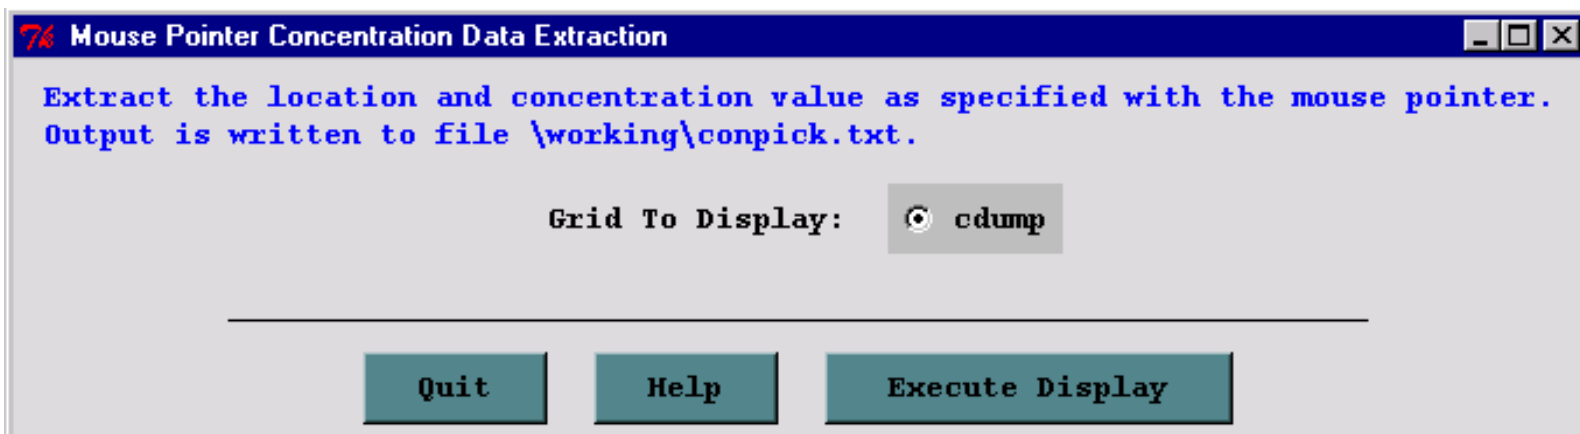 Mouse Pointer Concentration Data Extraction
Extract the location and concentration value as specified with the mouse pointer.
Output is written to file \working\conpick.txt.
Grid To Display: cdump
Quit Help Execute Display